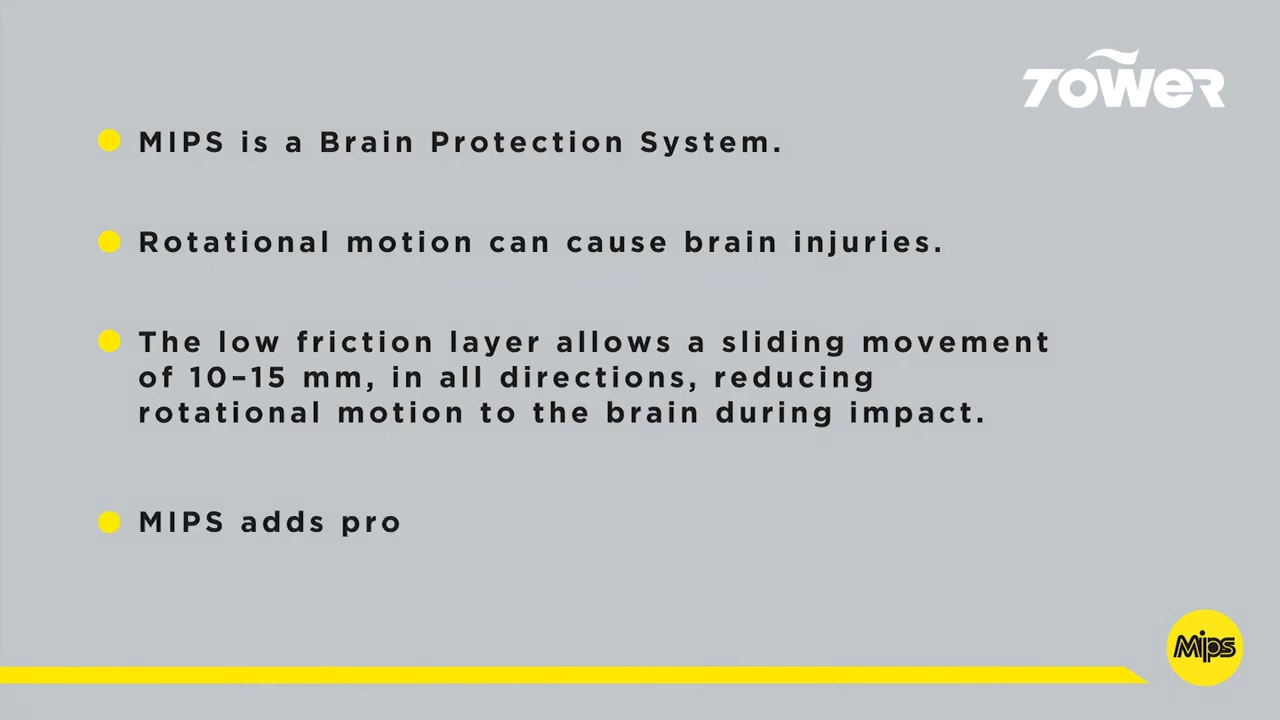 TOWER
MIPS is a Brain Protection System.
Rotational motion can cause brain injuries.
The low friction layer allows a sliding movement
of 10–15 mm, in all directions, reducing
rotational motion to the brain during impact.
MIPS adds pro
Mips